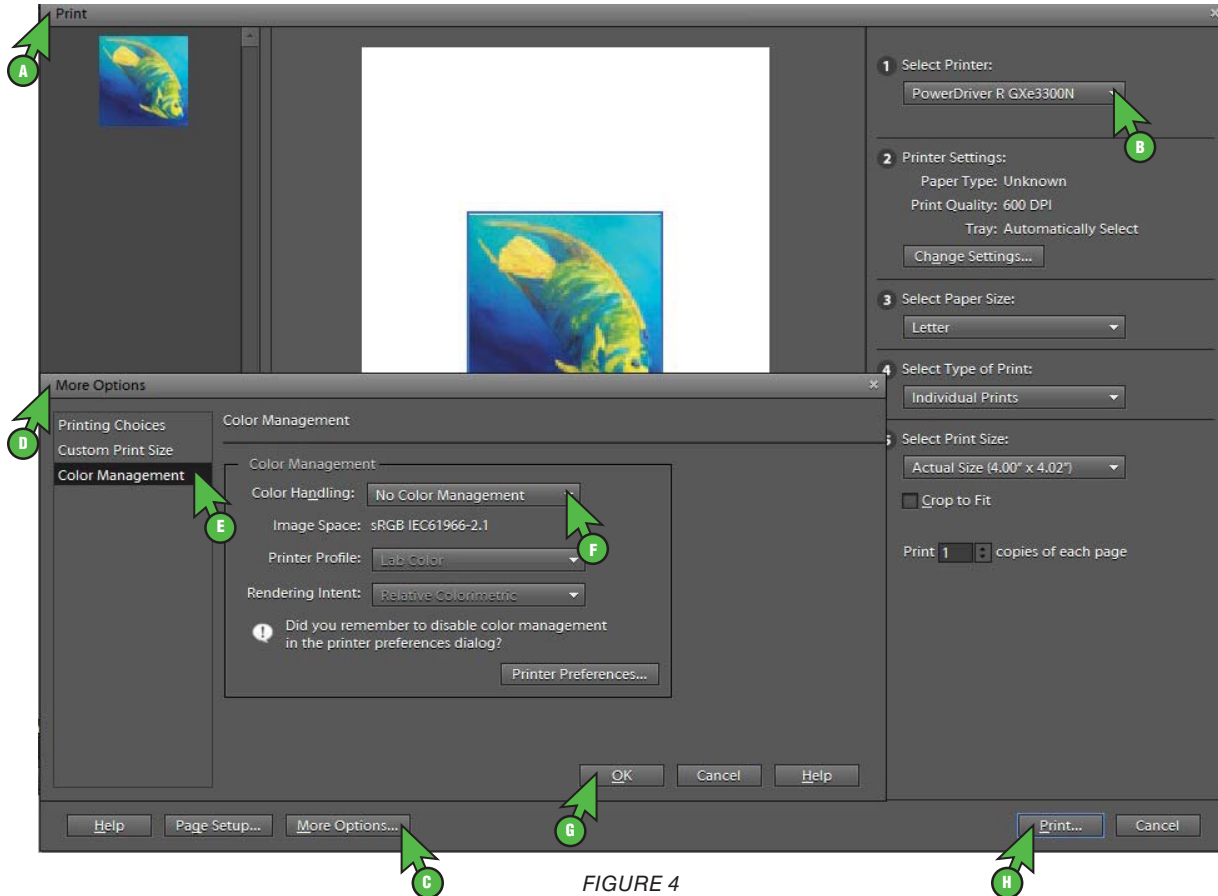 Print
A
1 Select Printer:
PowerDriver R GXe3300N
B
2 Printer Settings:
Paper Type: Unknown
Print Quality: 600 DPI
Tray: Automatically Select
Change Settings...
3 Select Paper Size:
Letter
4 Select Type of Print:
Individual Prints
5 Select Print Size:
Actual Size (4.00" x 4.02")
Crop to Fit
Print 1 copies of each page
More Options
D
Printing Choices
Custom Print Size
Color Management
E
Color Management
Color Management
Color Handling: No Color Management
F
Image Space: sRGB IEC61966-2.1
Printer Profile: Lab Color
Rendering Intent: Relative Colorimetric
! Did you remember to disable color management
in the printer preferences dialog?
Printer Preferences...
OK Cancel Help
G
Help Page Setup... More Options...
C
Print... Cancel
H
FIGURE 4